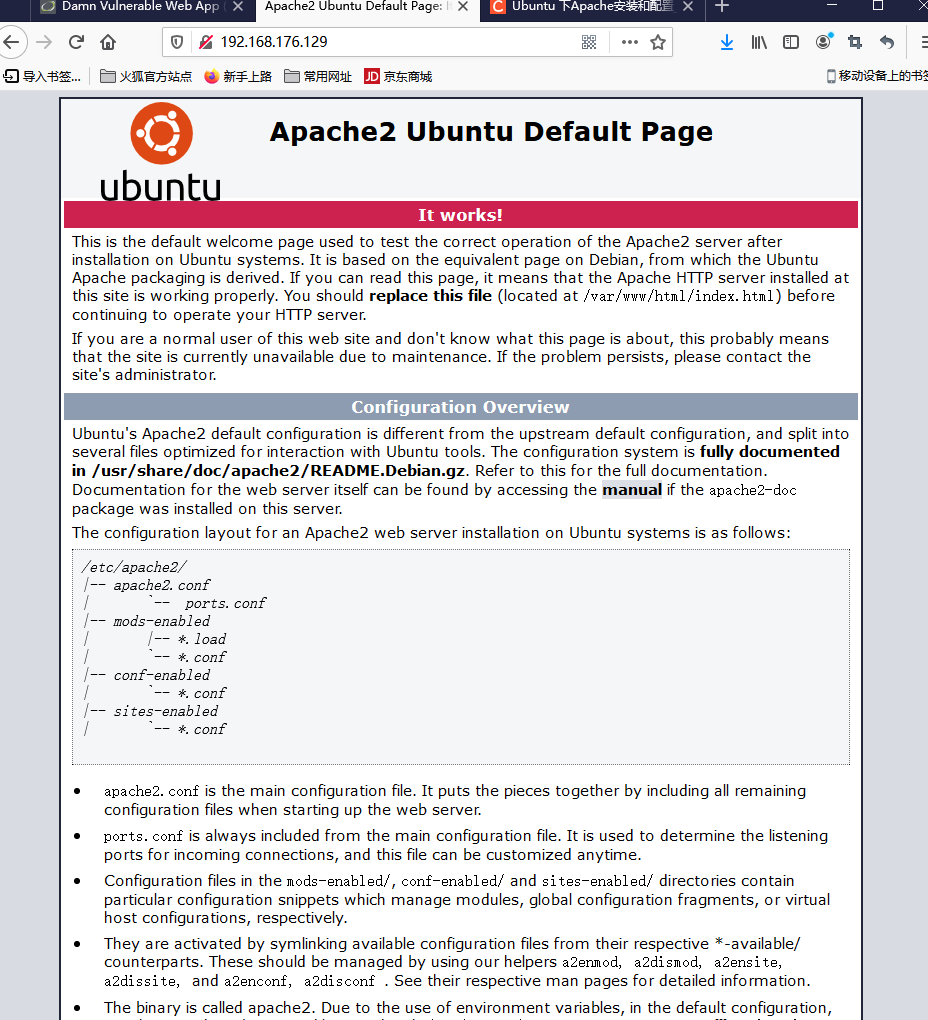 Damn Vulnerable Web App (
Apache2 Ubuntu Default Page: I
Ubuntu 下Apache安装和配置
192.168.176.129
导入书签...
火狐官方站点
新手上路
常用网址
JD 京东商城
移动设备上的书签
ubuntu
Apache2 Ubuntu Default Page
It works!
This is the default welcome page used to test the correct operation of the Apache2 server after
installation on Ubuntu systems. It is based on the equivalent page on Debian, from which the Ubuntu
Apache packaging is derived. If you can read this page, it means that the Apache HTTP server installed at
this site is working properly. You should replace this file (located at /var/www/html/index.html) before
continuing to operate your HTTP server.
If you are a normal user of this web site and don't know what this page is about, this probably means
that the site is currently unavailable due to maintenance. If the problem persists, please contact the
site's administrator.
Configuration Overview
Ubuntu's Apache2 default configuration is different from the upstream default configuration, and split into
several files optimized for interaction with Ubuntu tools. The configuration system is fully documented
in /usr/share/doc/apache2/README.Debian.gz. Refer to this for the full documentation.
Documentation for the web server itself can be found by accessing the manual if the apache2-doc
package was installed on this server.
The configuration layout for an Apache2 web server installation on Ubuntu systems is as follows:
/etc/apache2/
|-- apache2.conf
|       `--  ports.conf
|-- mods-enabled
|       |-- *.load
|       `-- *.conf
|-- conf-enabled
|       `-- *.conf
|-- sites-enabled
|       `-- *.conf
• apache2.conf is the main configuration file. It puts the pieces together by including all remaining
configuration files when starting up the web server.
• ports.conf is always included from the main configuration file. It is used to determine the listening
ports for incoming connections, and this file can be customized anytime.
• Configuration files in the mods-enabled/, conf-enabled/ and sites-enabled/ directories contain
particular configuration snippets which manage modules, global configuration fragments, or virtual
host configurations, respectively.
• They are activated by symlinking available configuration files from their respective *-available/
counterparts. These should be managed by using our helpers a2enmod, a2dismod, a2ensite,
a2dissite, and a2enconf, a2disconf . See their respective man pages for detailed information.
• The binary is called apache2. Due to the use of environment variables, in the default configuration,